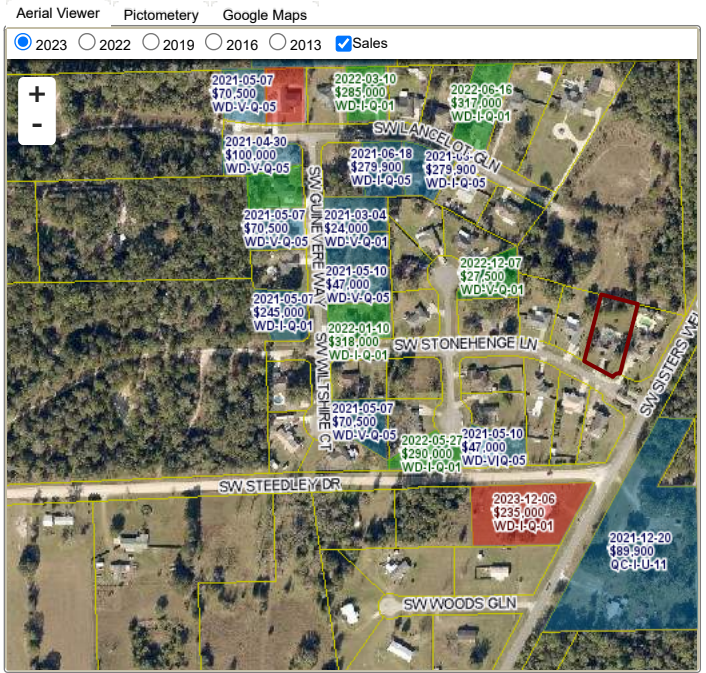 Aerial Viewer
Pictometery
Google Maps
2023 2022 2019 2016 2013 Sales
+
-
2021-05-07
$70,500
WD-V-Q-05
2022-03-10
$285,000
WD-I-Q-01
2022-06-16
$317,000
WD-I-Q-01
SW LANCELOT GLN
2021-04-30
$100,000
WD-V-Q-05
2021-06-18
$279,900
WD-I-Q-05
$279,900
WD-I-Q-05
SW GUINEVERE WAY
2021-05-07
$70,500
WD-V-Q-05
2021-03-04
$24,000
WD-V-Q-01
2021-05-10
$47,000
WD-V-Q-05
2022-12-07
$27,500
WD-V-Q-01
2021-05-07
$245,000
WD-I-Q-01
2022-01-10
$318,000
WD-I-Q-01
SW STONEHENGE LN
SW WILTSHIRE CT
SW SISTERS WEL
2021-05-07
$70,500
WD-V-Q-05
2022-05-27
$290,000
WD-I-Q-01
2021-05-10
$47,000
WD-V|Q-05
SW STEEDLEY DR
2023-12-06
$235,000
WD-I-Q-01
2021-12-20
$89,900
QC-I-U-11
SW WOODS GLN